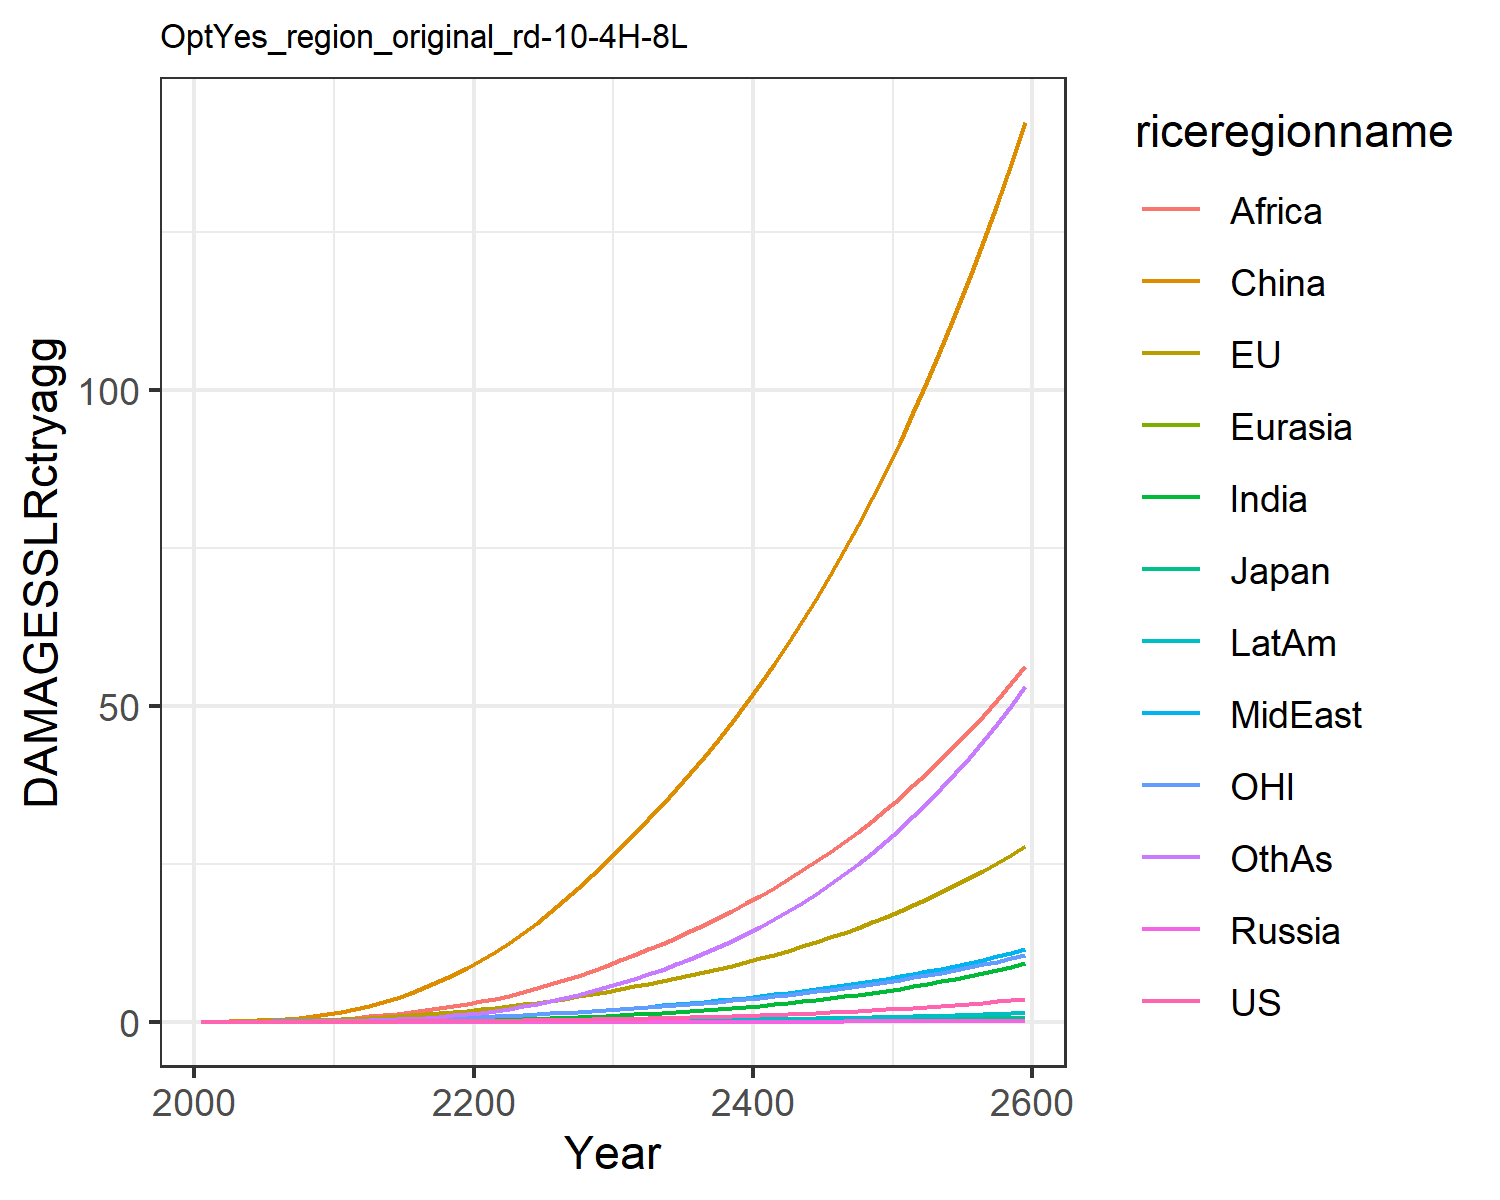 OptYes_region_original_rd-10-4H-8L
DAMAGESSLRctryagg
100
50
0
2000
2200
2400
2600
Year
riceregionname
Africa
China
EU
Eurasia
India
Japan
LatAm
MidEast
OHI
OthAs
Russia
US